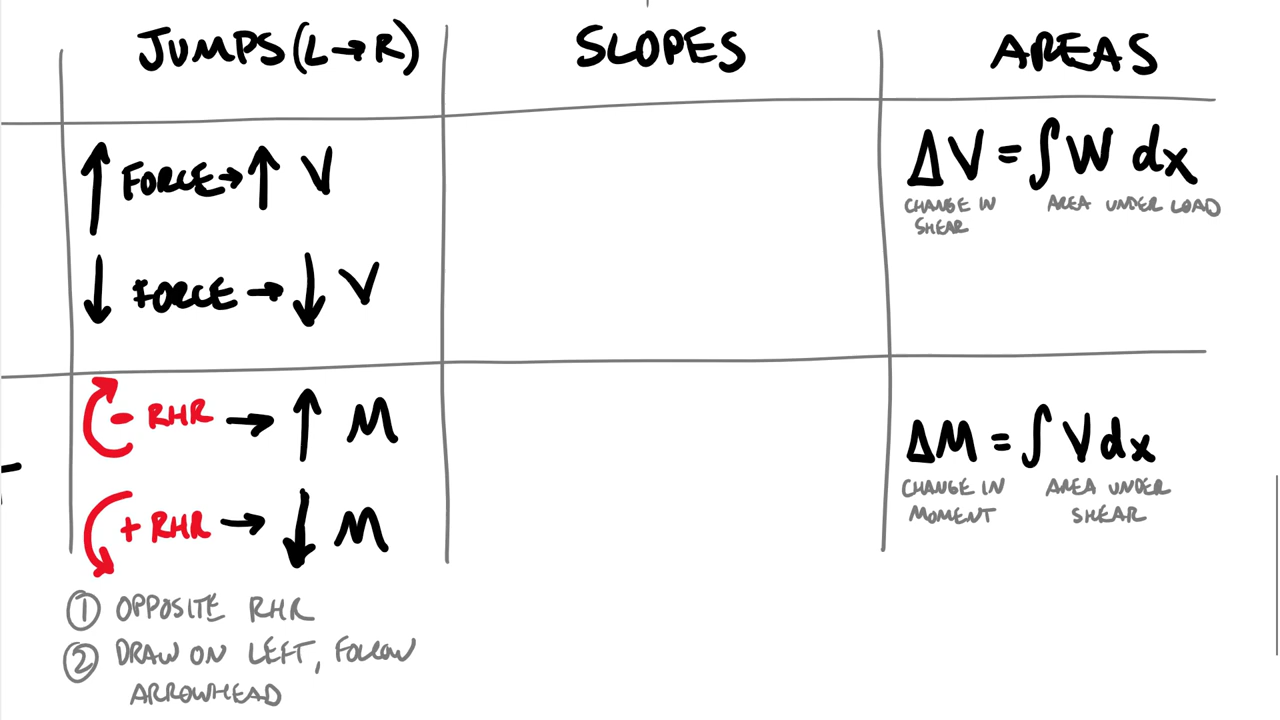 JUMPS (L→R)
SLOPES
AREAS
↑ FORCE → ↑ V
↓ FORCE → ↓ V
ΔV = ∫ W dx
CHANGE IN SHEAR
AREA UNDER LOAD
- RHR → ↑ M
+ RHR → ↓ M
ΔM = ∫ V dx
CHANGE IN MOMENT
AREA UNDER SHEAR
① OPPOSITE RHR
② DRAW ON LEFT, FOLLOW
ARROWHEAD